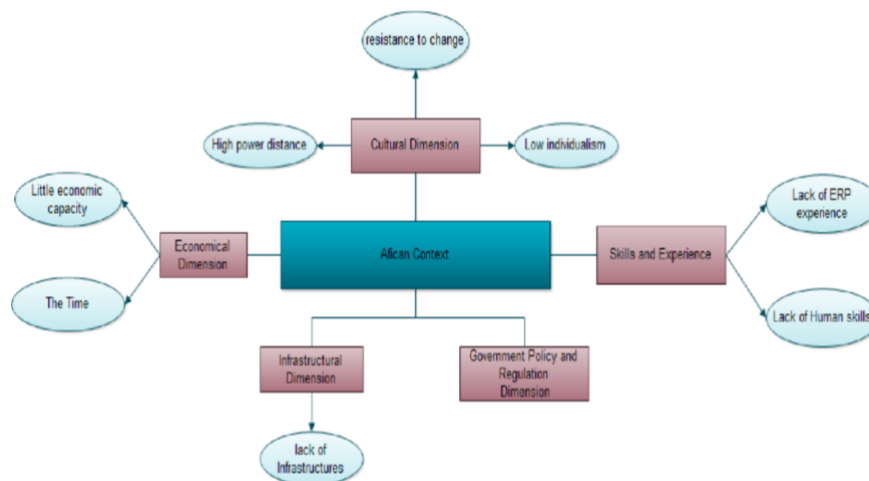 resistance to change
High power distance
Cultural Dimension
Low individualism
Little economic
capacity
Lack of ERP
experience
Economical
Dimension
Afican Context
Skills and Experience
The Time
Lack of Human skills
Infrastructural
Dimension
Government Policy and
Regulation
Dimension
lack of
Infrastructures